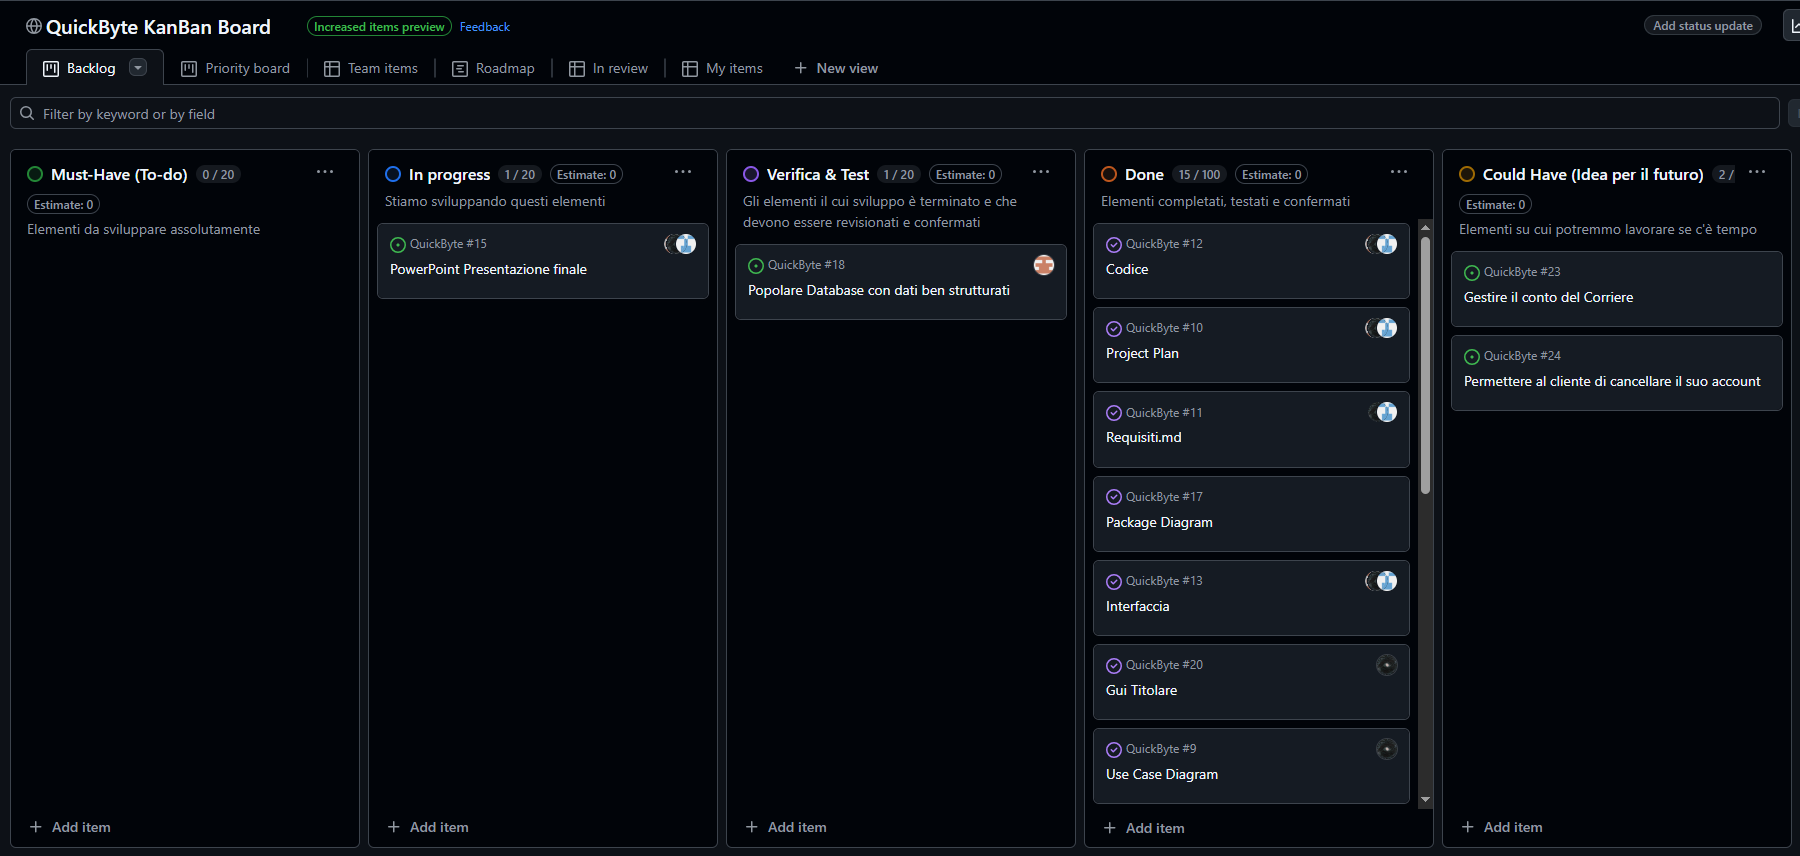 QuickByte KanBan Board
Increased items preview
Feedback
Add status update
Backlog
Priority board
Team items
Roadmap
In review
My items
New view
Filter by keyword or by field
Must-Have (To-do) 0 / 20
Estimate: 0
Elementi da sviluppare assolutamente
Add item
In progress 1 / 20 Estimate: 0
Stiamo sviluppando questi elementi
QuickByte #15
PowerPoint Presentazione finale
Add item
Verifica & Test 1 / 20 Estimate: 0
Gli elementi il cui sviluppo è terminato e che
devono essere revisionati e confermati
QuickByte #18
Popolare Database con dati ben strutturati
Add item
Done 15 / 100 Estimate: 0
Elementi completati, testati e confermati
QuickByte #12
Codice
QuickByte #10
Project Plan
QuickByte #11
Requisiti.md
QuickByte #17
Package Diagram
QuickByte #13
Interfaccia
QuickByte #20
Gui Titolare
QuickByte #9
Use Case Diagram
Add item
Could Have (Idea per il futuro) 2 /
Estimate: 0
Elementi su cui potremmo lavorare se c'è tempo
QuickByte #23
Gestire il conto del Corriere
QuickByte #24
Permettere al cliente di cancellare il suo account
Add item